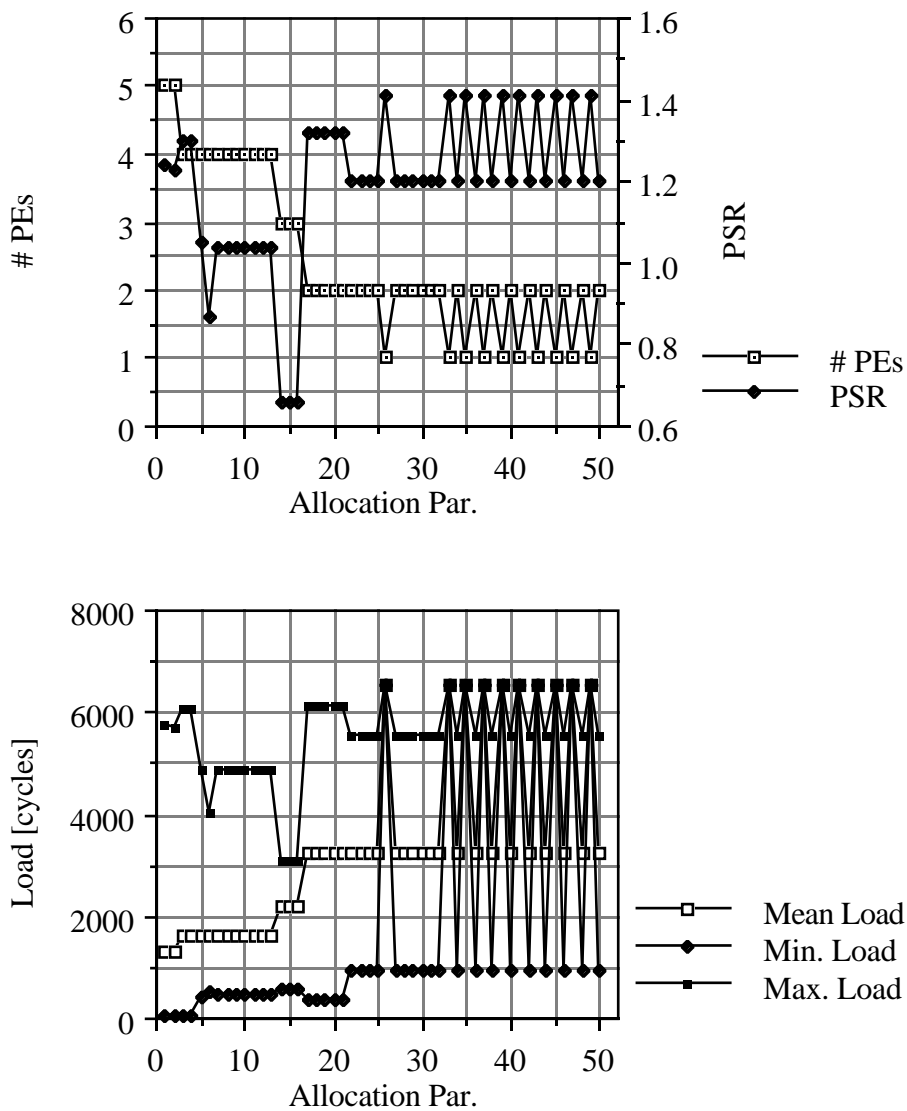 6
5
4
3
2
1
0
# PEs
1.6
1.4
1.2
1.0
0.8
0.6
PSR
# PEs
PSR
0 10 20 30 40 50
Allocation Par.
8000
6000
4000
2000
0
Load [cycles]
Mean Load
Min. Load
Max. Load
0 10 20 30 40 50
Allocation Par.